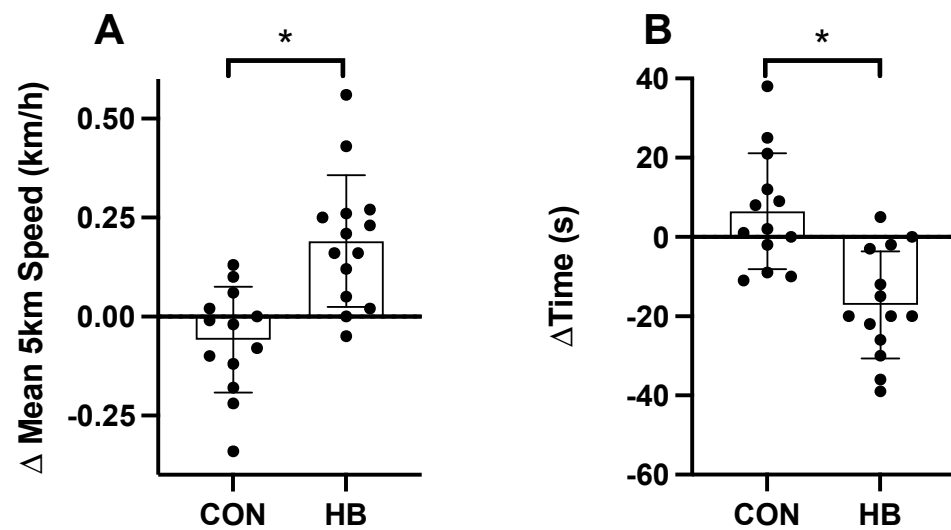 A
*
Δ Mean 5km Speed (km/h)
0.50
0.25
0.00
-0.25
CON
HB
B
*
ΔTime (s)
40
20
0
-20
-40
-60
CON
HB